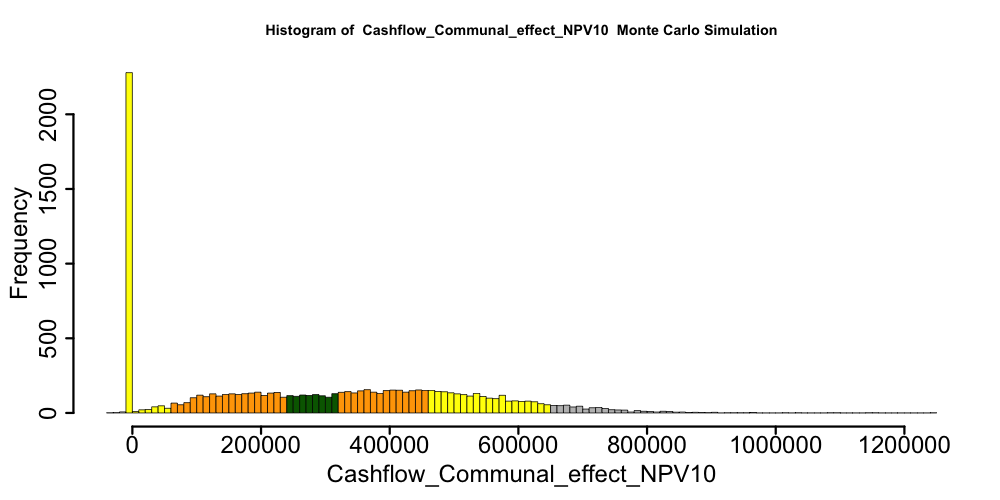 Histogram of  Cashflow_Communal_effect_NPV10  Monte Carlo Simulation
Frequency
2000
1500
1000
500
0
0 200000 400000 600000 800000 1000000 1200000
Cashflow_Communal_effect_NPV10